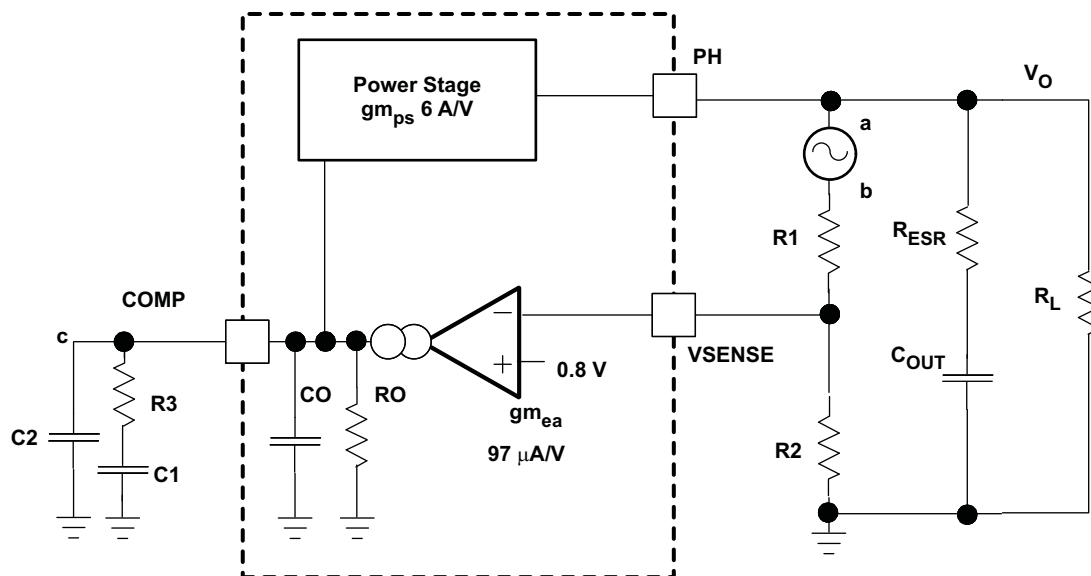 PH
Power Stage
gmps 6 A/V
VO
a
b
R1
RESR
RL
COMP
c
VSENSE
COUT
− 
+
0.8 V
R3
CO
RO
gmea
97 µA/V
C2
C1
R2